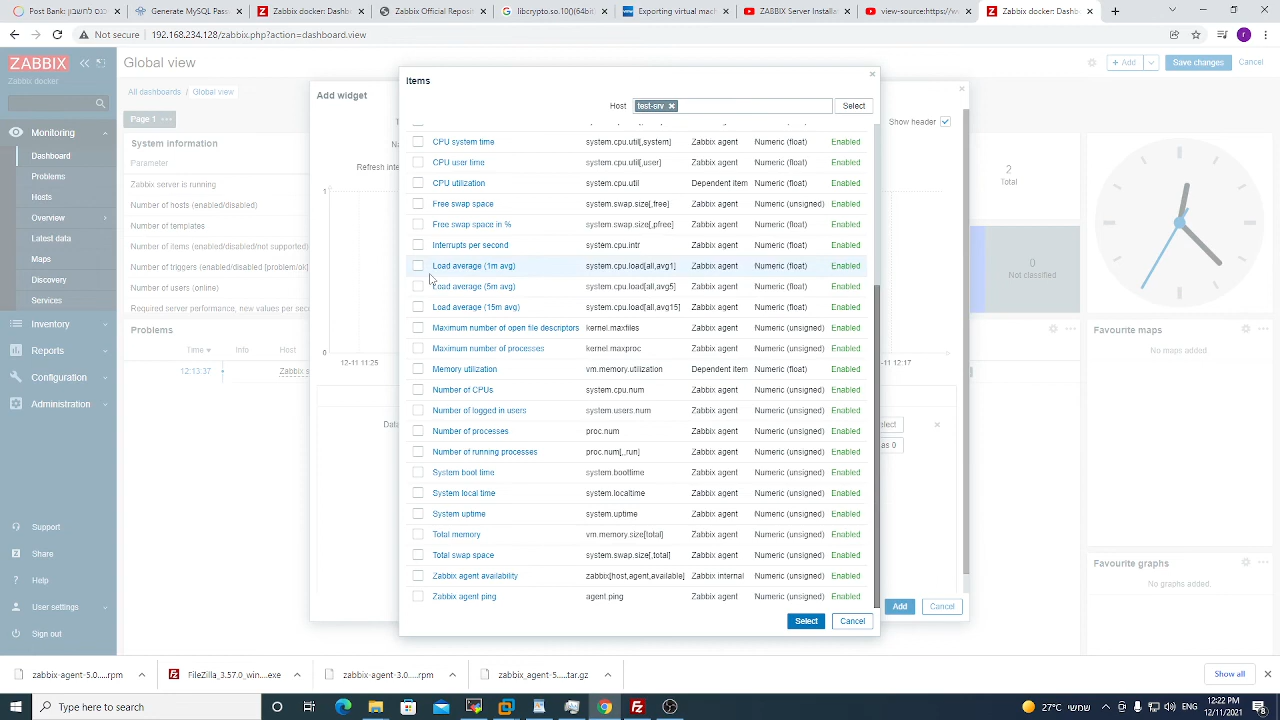 Post Bank
Generate MySQL Pass
Zabbix docker: Dash
Zabbix Official Reposit
libcrypto.so.10()(64bit
Exporting virtual mach
ZABBIX Server Installa
view-source:https://w
Zabbix docker: Dashb
Not secure | 192.168.234.128/zabbix.php?action=dashboard.view
ZABBIX
Zabbix docker
Monitoring
Dashboard
Problems
Hosts
Overview
Latest data
Maps
Discovery
Services
Inventory
Reports
Configuration
Administration
Support
Share
Help
User settings
Sign out
Global view
+ Add
Save changes
Cancel
All dashboards / Global view
Page 1
System information
Parameter
Zabbix server is running
Number of hosts (enabled/disabled)
Number of templates
Number of items (enabled/disabled/not supported)
Number of triggers (enabled/disabled [problem/ok]
Number of users (online)
Required server performance, new values per sec
Problems
Time Info Host
12:13:37 Zabbix s
Add widget
Show header
Refresh inter
1
0
12-11 11:25
-11 12:17
Add
Cancel
2
Total
0
Not classified
Favourite maps
No maps added.
Favourite graphs
No graphs added.
Items
Host test-srv Select
CPU system time system.cpu.util[,system] Zabbix agent Numeric (float) Enabled
CPU user time system.cpu.util[,user] Zabbix agent Numeric (float) Enabled
CPU utilization system.cpu.util Dependent item Numeric (float) Enabled
Free swap space system.swap.size[,free] Zabbix agent Numeric (unsigned) Enabled
Free swap space in % system.swap.size[,pfree] Zabbix agent Numeric (float) Enabled
Interrupts per second system.cpu.intr Zabbix agent Numeric (float) Enabled
Load average (1m avg) system.cpu.load[all,avg1] Zabbix agent Numeric (float) Enabled
Load average (5m avg) system.cpu.load[all,avg5] Zabbix agent Numeric (float) Enabled
Load average (15m avg) system.cpu.load[all,avg15] Zabbix agent Numeric (float) Enabled
Maximum number of open file descriptors kernel.maxfiles Zabbix agent Numeric (unsigned) Enabled
Maximum number of processes kernel.maxproc Zabbix agent Numeric (unsigned) Enabled
Memory utilization vm.memory.utilization Dependent item Numeric (float) Enabled
Number of CPUs system.cpu.num Zabbix agent Numeric (unsigned) Enabled
Number of logged in users system.users.num Zabbix agent Numeric (unsigned) Enabled
Number of processes proc.num Zabbix agent Numeric (unsigned) Enabled
Number of running processes proc.num[,,run] Zabbix agent Numeric (unsigned) Enabled
System boot time system.boottime Zabbix agent Numeric (unsigned) Enabled
System local time system.localtime Zabbix agent Numeric (unsigned) Enabled
System uptime system.uptime Zabbix agent Numeric (unsigned) Enabled
Total memory vm.memory.size[total] Zabbix agent Numeric (unsigned) Enabled
Total swap space system.swap.size[,total] Zabbix agent Numeric (unsigned) Enabled
Zabbix agent availability zabbix[host,agent,available] Zabbix internal Numeric (unsigned) Enabled
Zabbix agent ping agent.ping Zabbix agent Numeric (unsigned) Enabled
Select
Cancel
zabbix-agent-5.0....rpm
FileZilla_3.57.0_win....exe
zabbix-agent-3.0....rpm
zabbix-release-5....tar.gz
Show all
Type here to search
27°C
ENG
12:22 PM
12/11/2021